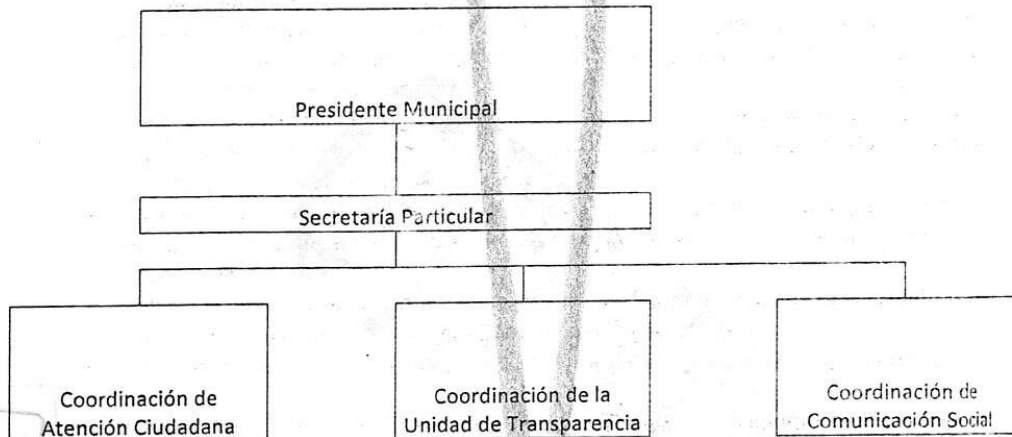 Presidente Municipal
Secretaría Particular
Coordinación de
Atención Ciudadana
Coordinación de la
Unidad de Transparencia
Coordinación de
Comunicación Social